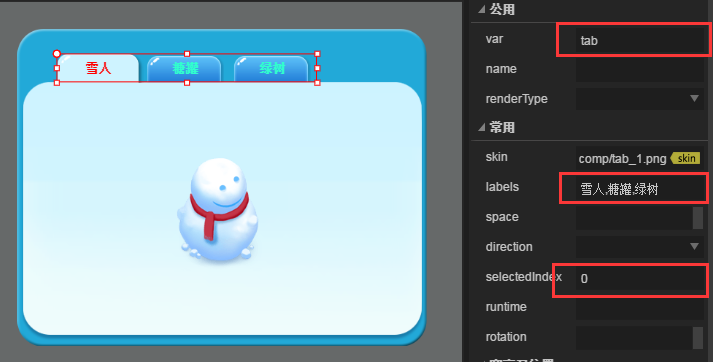 雪人 糖罐 绿树
公用
var tab
name
renderType
常用
skin comp/tab_1.png skin
labels 雪人,糖罐,绿树
space
direction
selectedIndex 0
runtime
rotation